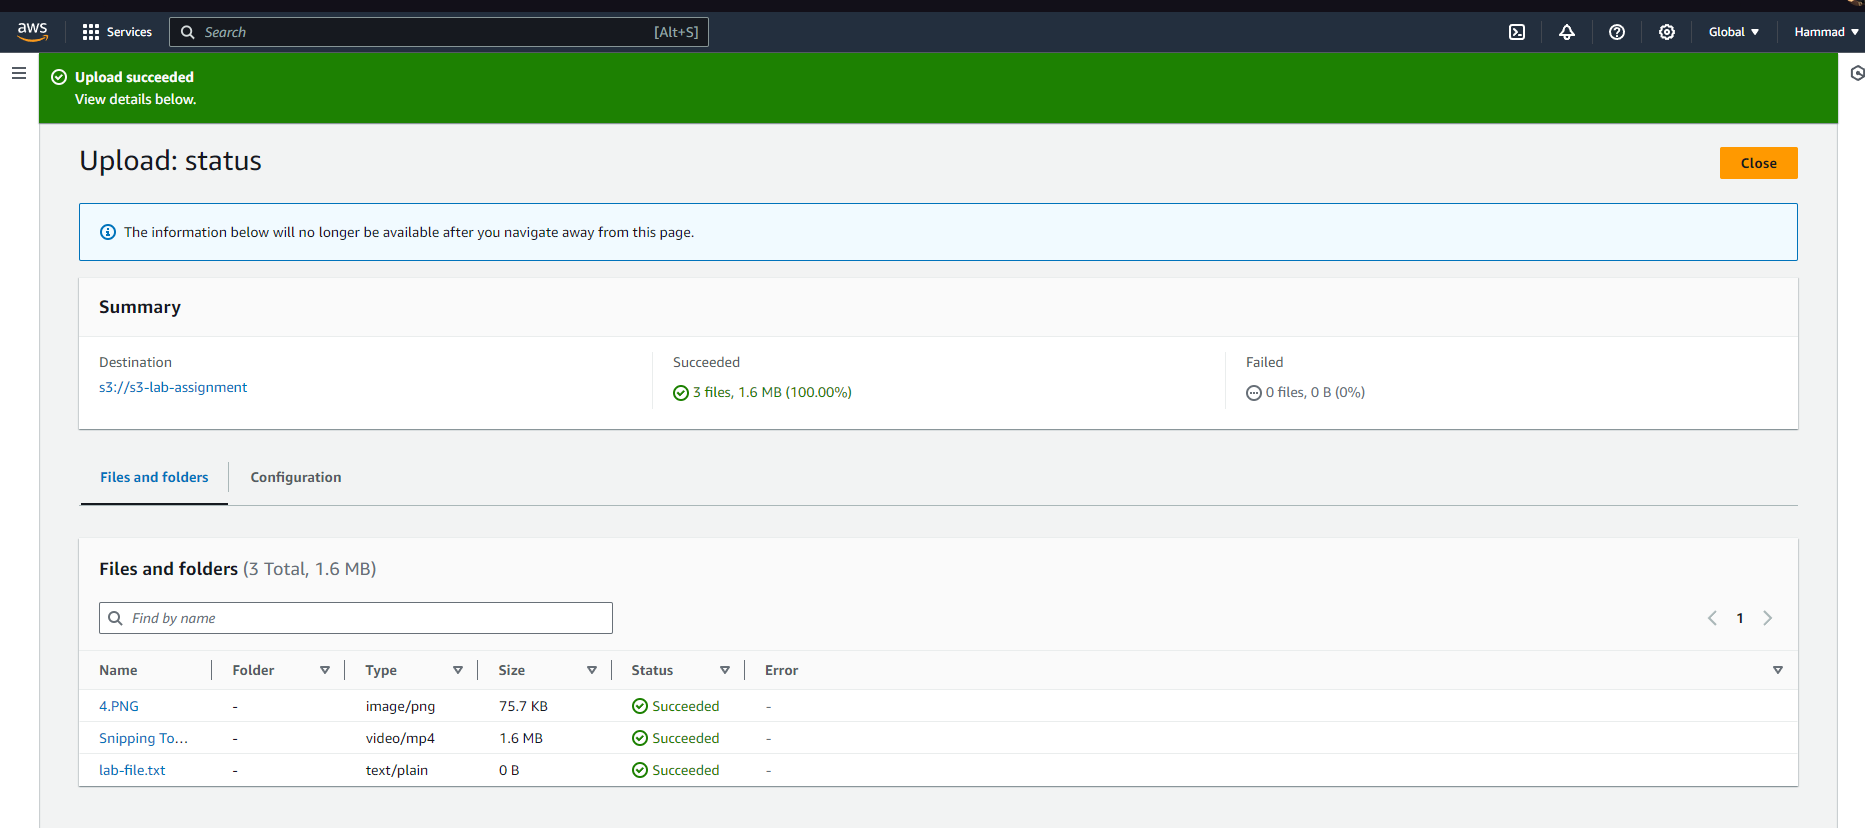 aws Services Search [Alt+S] Global Hammad
Upload succeeded
View details below.
Upload: status
Close
The information below will no longer be available after you navigate away from this page.
Summary
Destination Succeeded Failed
s3://s3-lab-assignment 3 files, 1.6 MB (100.00%) 0 files, 0 B (0%)
Files and folders Configuration
Files and folders (3 Total, 1.6 MB)
Find by name 1
Name Folder Type Size Status Error
4.PNG - image/png 75.7 KB Succeeded -
Snipping To... - video/mp4 1.6 MB Succeeded -
lab-file.txt - text/plain 0 B Succeeded -